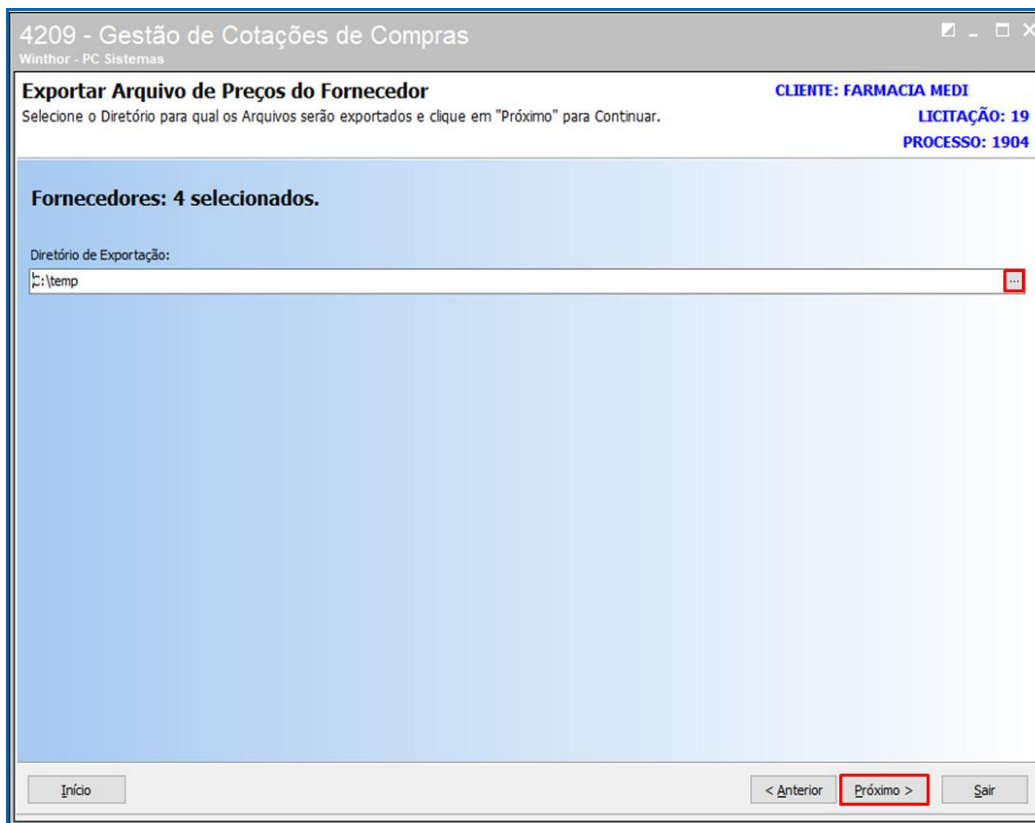 4209 - Gestão de Cotações de Compras
Winthor - PC Sistemas
Exportar Arquivo de Preços do Fornecedor
Selecione o Diretório para qual os Arquivos serão exportados e clique em "Próximo" para Continuar.
CLIENTE: FARMACIA MEDI
LICITAÇÃO: 19
PROCESSO: 1904
Fornecedores: 4 selecionados.
Diretório de Exportação:
C:\temp
...
Início
< Anterior
Próximo >
Sair